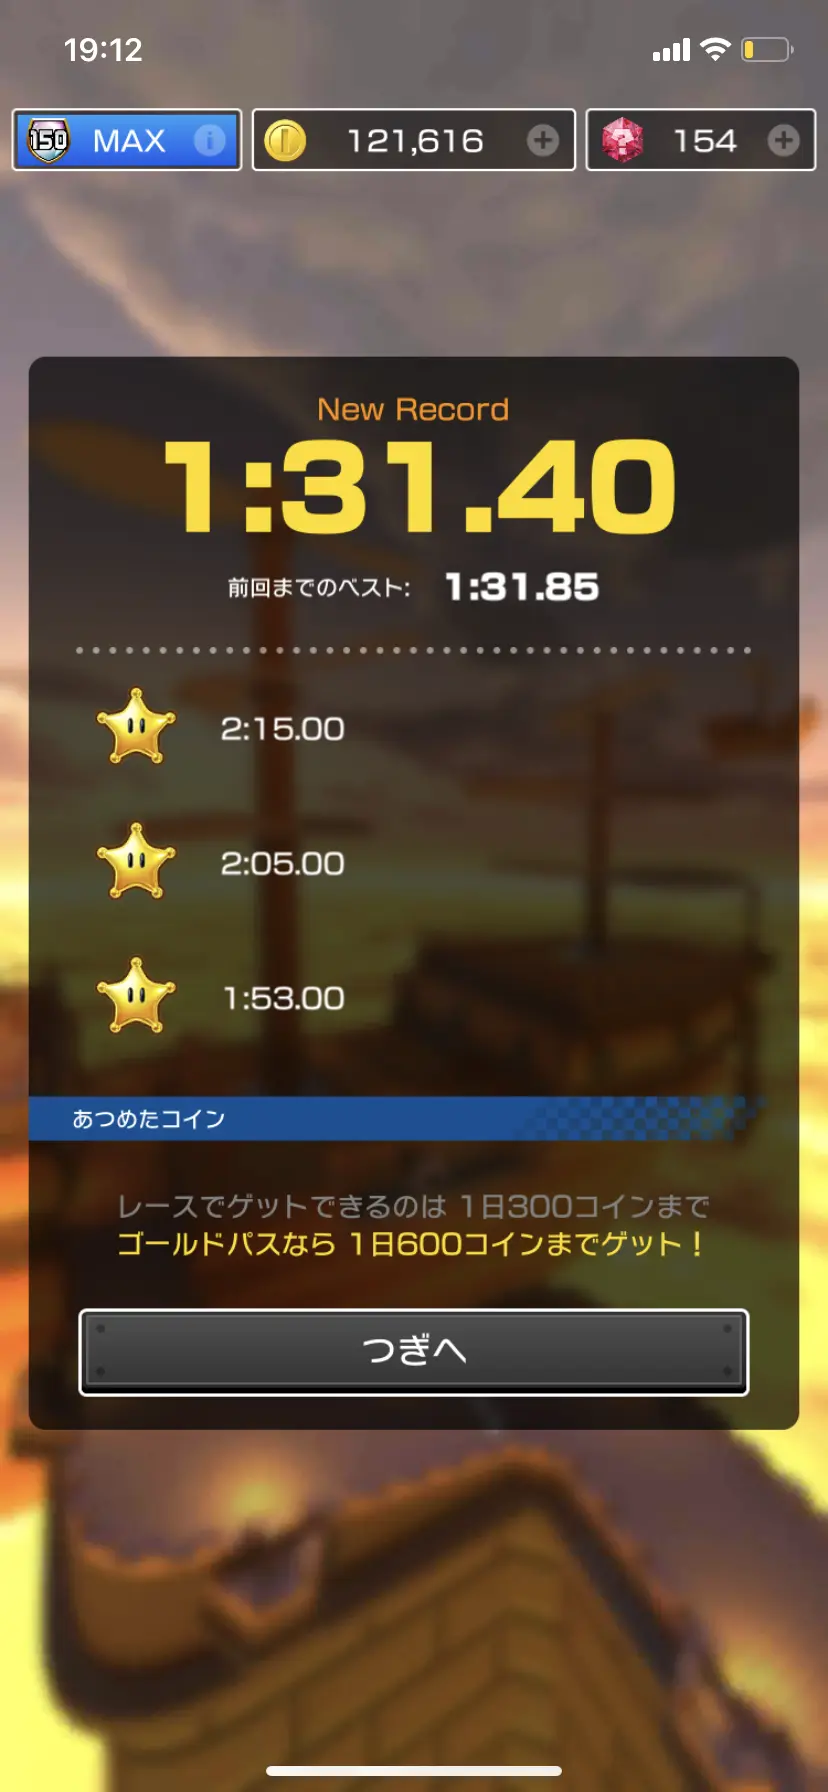 19:12
150 MAX i 121,616 + 154 +
New Record
1:31.40
前回までのベスト: 1:31.85
2:15.00
2:05.00
1:53.00
あつめたコイン
レースでゲットできるのは 1日300コインまで
ゴールドパスなら 1日600コインまでゲット！
つぎへ